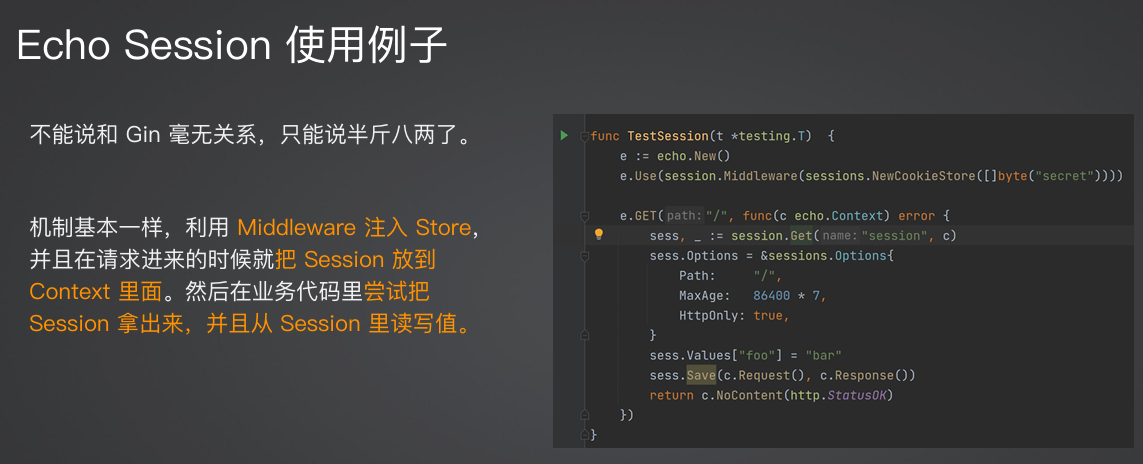 Echo Session 使用例子
不能说和 Gin 毫无关系，只能说半斤八两了。
机制基本一样，利用 Middleware 注入 Store，
并且在请求进来的时候就把 Session 放到
Context 里面。然后在业务代码里尝试把
Session 拿出来，并且从 Session 里读写值。
func TestSession(t *testing.T)  {
    e := echo.New()
    e.Use(session.Middleware(sessions.NewCookieStore([]byte("secret"))))
    e.GET( path: "/", func(c echo.Context) error {
        sess, _ := session.Get( name: "session", c)
        sess.Options = &sessions.Options{
            Path:     "/",
            MaxAge:   86400 * 7,
            HttpOnly: true,
        }
        sess.Values["foo"] = "bar"
        sess.Save(c.Request(), c.Response())
        return c.NoContent(http.StatusOK)
    })
}